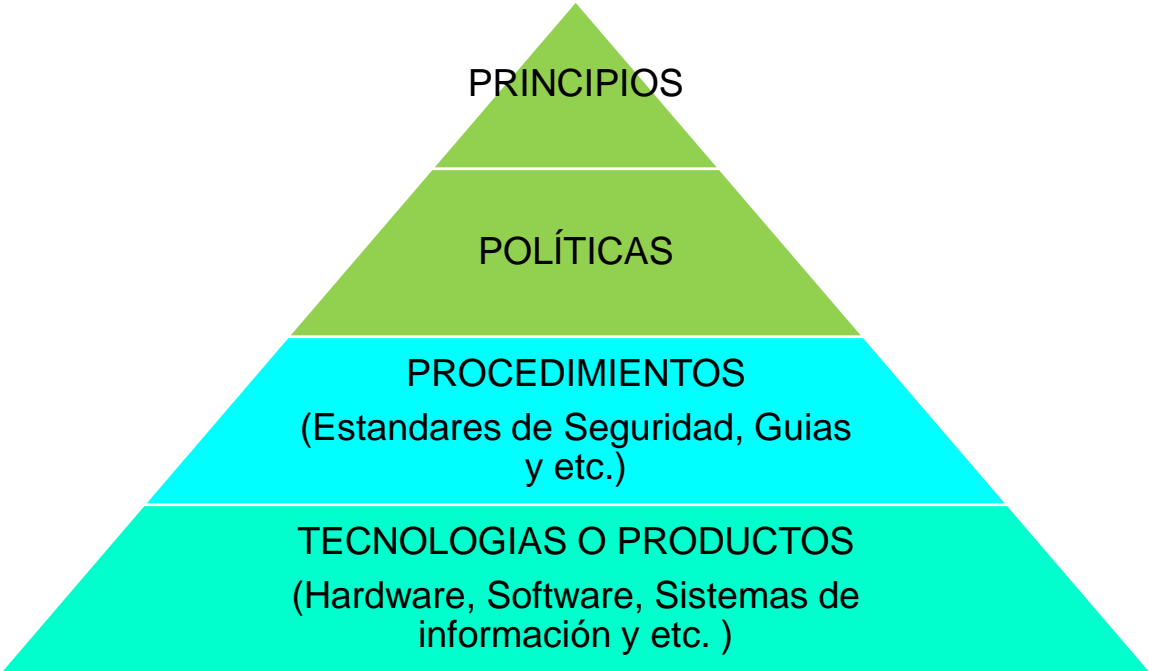 PRINCIPIOS
POLÍTICAS
PROCEDIMIENTOS
(Estandares de Seguridad, Guias
y etc.)
TECNOLOGIAS O PRODUCTOS
(Hardware, Software, Sistemas de
información y etc. )